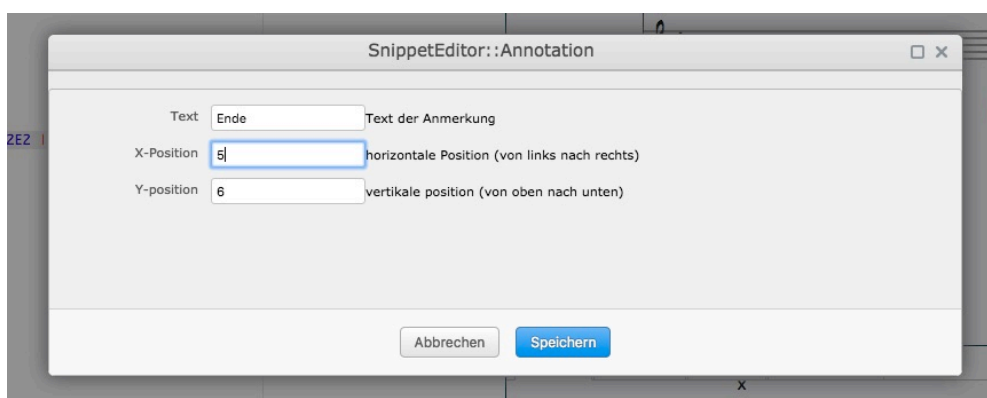 SnippetEditor::Annotation
Text Ende Text der Anmerkung
2E2 |
X-Position 5 horizontale Position (von links nach rechts)
Y-position 6 vertikale position (von oben nach unten)
Abbrechen Speichern
x